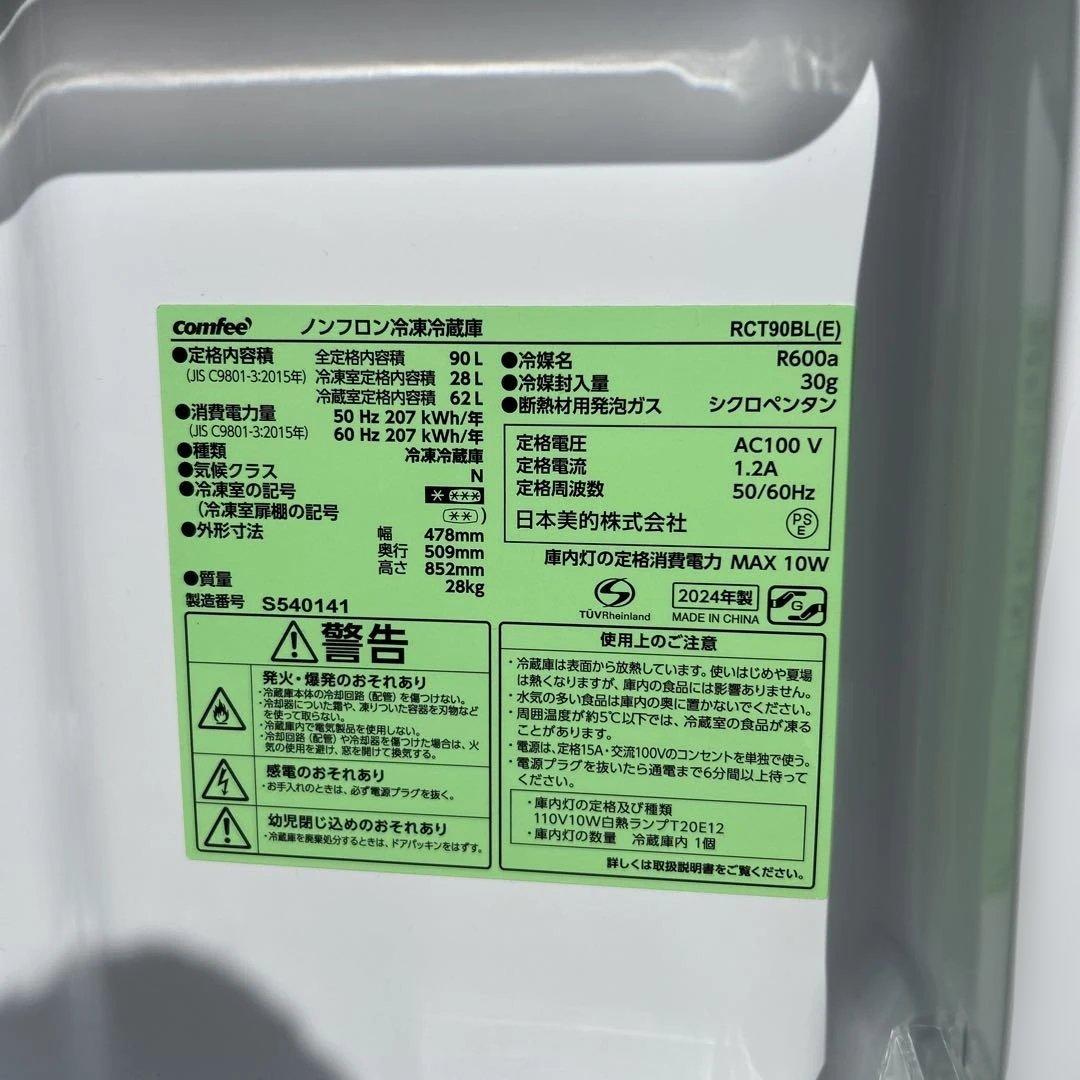 comfee' ノンフロン冷凍冷蔵庫 RCT90BL(E)
●定格内容積 全定格内容積 90 L
(JIS C9801-3:2015年) 冷凍室定格内容積 28 L
冷蔵室定格内容積 62 L
●消費電力量 50 Hz 207 kWh/年
(JIS C9801-3:2015年) 60 Hz 207 kWh/年
●種類 冷凍冷蔵庫
●気候クラス N
●冷凍室の記号 * ***
(冷凍室扉棚の記号 **)
●外形寸法 幅 478mm
奥行 509mm
高さ 852mm
●質量 28kg
製造番号 S540141
●冷媒名 R600a
●冷媒封入量 30g
●断熱材用発泡ガス シクロペンタン
定格電圧 AC100 V
定格電流 1.2A
定格周波数 50/60Hz
日本美的株式会社 PS E
庫内灯の定格消費電力 MAX 10W
TÜVRheinland 2024年製 G
MADE IN CHINA
警告
発火・爆発のおそれあり
・冷蔵庫本体の冷却回路(配管)を傷つけない。
・冷却器についた霜や、凍りついた容器を刃物など
を使って取らない。
・冷蔵庫内で電気製品を使用しない。
・冷却回路(配管)や冷却器を傷つけた場合は、火
気の使用を避け、窓を開けて換気する。
感電のおそれあり
・お手入れのときは、必ず電源プラグを抜く。
幼児閉じ込めのおそれあり
・冷蔵庫を廃棄処分するときは、ドアパッキンをはずす。
使用上のご注意
・冷蔵庫は表面から放熱しています。使いはじめや夏場
は熱くなりますが、庫内の食品には影響ありません。
・水気の多い食品は庫内の奥に置かないでください。
・周囲温度が約5℃以下では、冷蔵室の食品が凍る
ことがあります。
・電源は、定格15A・交流100Vのコンセントを単独で使う。
・電源プラグを抜いたら通電まで6分間以上待って
ください。
・庫内灯の定格及び種類
110V10W白熱ランプT20E12
・庫内灯の数量 冷蔵庫内 1個
詳しくは取扱説明書をご覧ください。